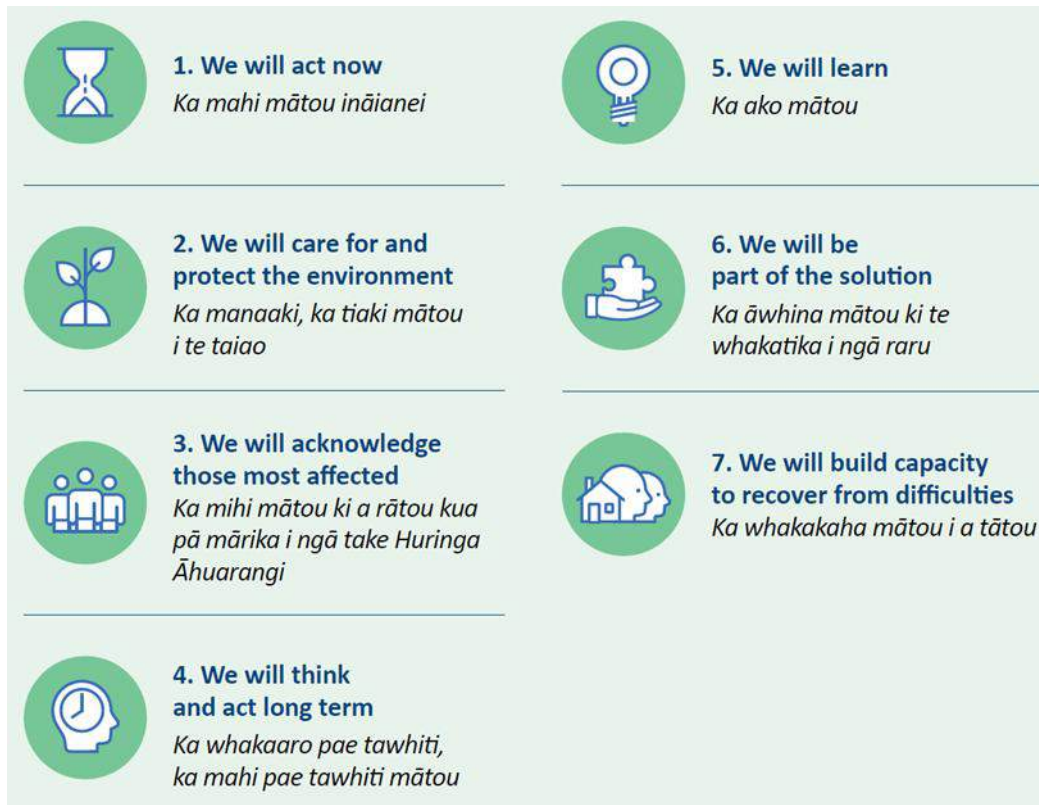 1. We will act now
Ka mahi mātou ināianei
2. We will care for and
protect the environment
Ka manaaki, ka tiaki mātou
i te taiao
3. We will acknowledge
those most affected
Ka mihi mātou ki a rātou kua
pā mārika i ngā take Huringa
Āhuarangi
4. We will think
and act long term
Ka whakaaro pae tawhiti,
ka mahi pae tawhiti mātou
5. We will learn
Ka ako mātou
6. We will be
part of the solution
Ka āwhina mātou ki te
whakatika i ngā raru
7. We will build capacity
to recover from difficulties
Ka whakakaha mātou i a tātou